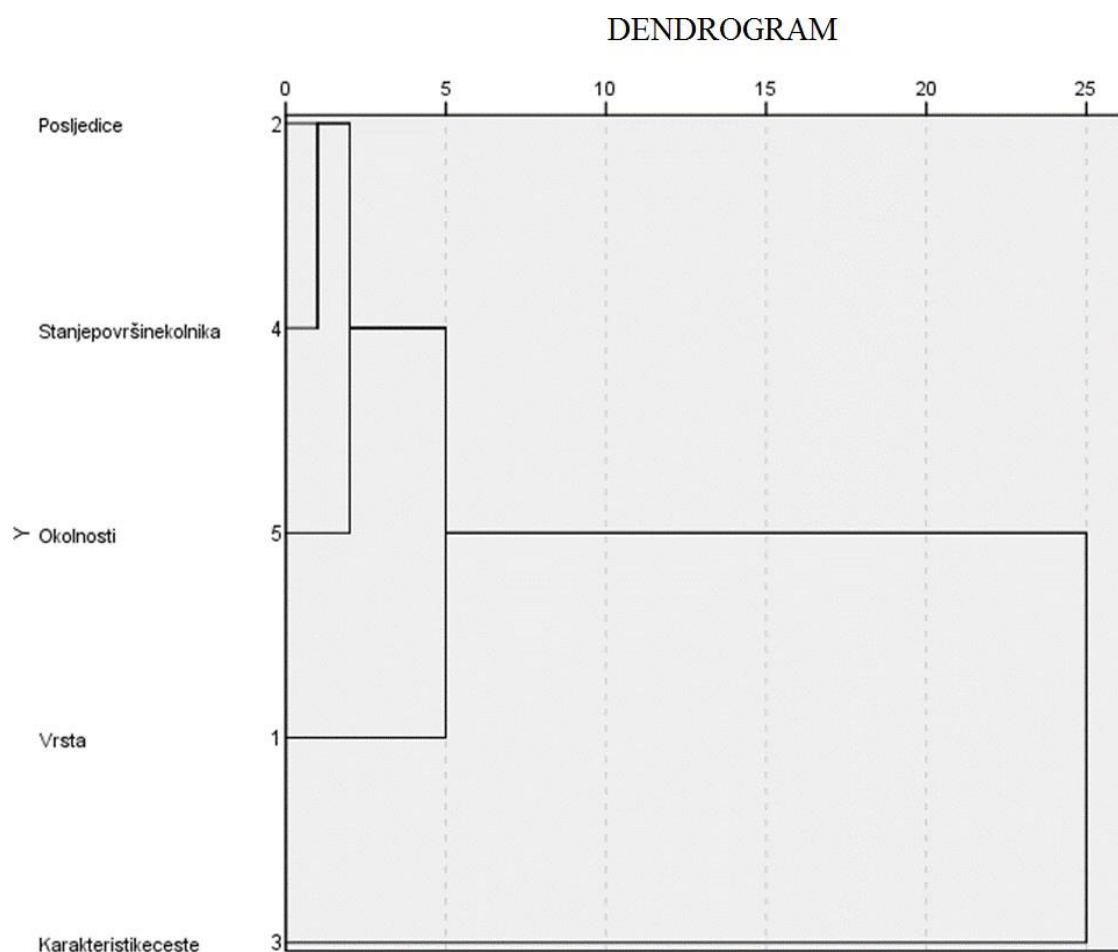 DENDROGRAM
0 5 10 15 20 25
Posljedice 2
Stanjepovršinekolnika 4
Y
Okolnosti 5
Vrsta 1
Karakteristikeceste 3